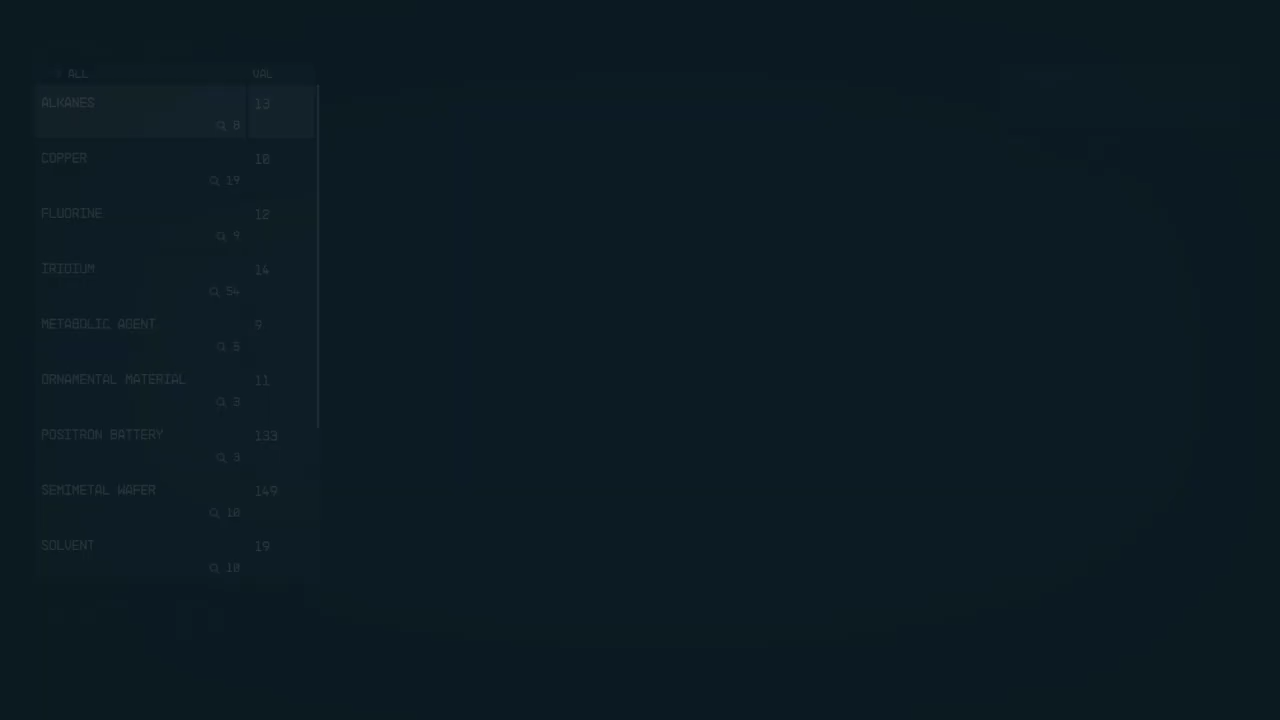 ALL VAL
ALKANES 13
8
COPPER 10
19
FLUORINE 12
9
IRIDIUM 14
54
METABOLIC AGENT 9
5
ORNAMENTAL MATERIAL 11
3
POSITRON BATTERY 133
3
SEMIMETAL WAFER 149
10
SOLVENT 19
10